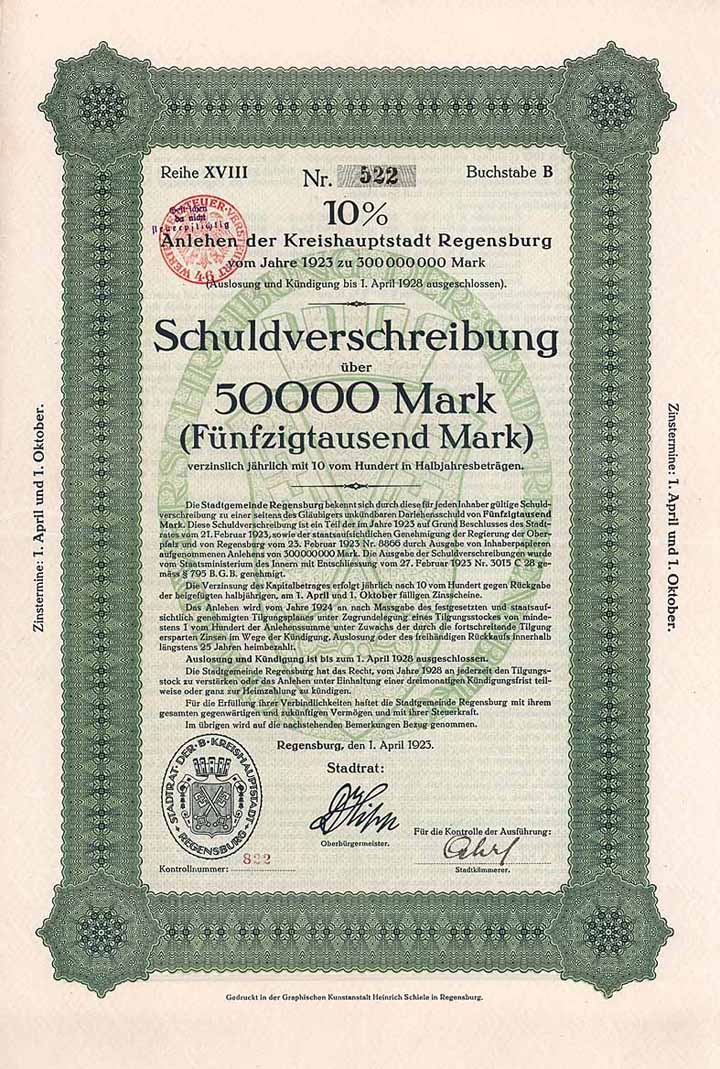 Reihe XVIII
Nr. 522
Buchstabe B
10%
Anlehen der Kreishauptstadt Regensburg
vom Jahre 1923 zu 300 000 000 Mark
(Auslosung und Kündigung bis 1. April 1928 ausgeschlossen).
Schuldverschreibung
über
50000 Mark
(Fünfzigtausend Mark)
verzinslich jährlich mit 10 vom Hundert in Halbjahresbeträgen.
Die Stadtgemeinde Regensburg bekennt sich durch diese für jeden Inhaber gültige Schuld-
verschreibung zu einer seitens des Gläubigers unkündbaren Darlehensschuld von Fünfzigtausend
Mark. Diese Schuldverschreibung ist ein Teil der im Jahre 1923 auf Grund Beschlusses des Stadt-
rates vom 21. Februar 1923, sowie der staatsaufsichtlichen Genehmigung der Regierung der Ober-
pfalz und von Regensburg vom 23. Februar 1923 Nr. 8866 durch Ausgabe von Inhaberpapieren
aufgenommenen Anlehens von 300 000 000 Mark. Die Ausgabe der Schuldverschreibungen wurde
vom Staatsministerium des Innern mit Entschliessung vom 27. Februar 1923 Nr. 3015 C 28 ge-
mäss § 795 B.G.B. genehmigt.
Die Verzinsung des Kapitalbetrages erfolgt jährlich nach 10 vom Hundert gegen Rückgabe
der beigefügten halbjährigen, am 1. April und 1. Oktober fälligen Zinsscheine.
Das Anlehen wird vom Jahre 1924 an nach Massgabe des festgesetzten und staatsauf-
sichtlich genehmigten Tilgungsplanes unter Zugrundelegung eines Tilgungsstockes von minde-
stens 1 vom Hundert der Anlehenssumme unter Zuwachs der durch die fortschreitende Tilgung
ersparten Zinsen im Wege der Kündigung, Auslosung oder des freihändigen Rückkaufs innerhalb
längstens 25 Jahren heimbezahlt.
Auslosung und Kündigung ist bis zum 1. April 1928 ausgeschlossen.
Die Stadtgemeinde Regensburg hat das Recht, vom Jahre 1928 an jederzeit den Tilgungs-
stock zu verstärken oder das Anlehen unter Einhaltung einer dreimonatigen Kündigungsfrist teil-
weise oder ganz zur Heimzahlung zu kündigen.
Für die Erfüllung ihrer Verbindlichkeiten haftet die Stadtgemeinde Regensburg mit ihrem
gesamten gegenwärtigen und zukünftigen Vermögen und mit ihrer Steuerkraft.
Im übrigen wird auf die nachstehenden Bemerkungen Bezug genommen.
Regensburg, den 1. April 1923.
Stadtrat:
STADTRAT·DER·B·KREISHAUPTSTADT·
REGENSBURG
Oberbürgermeister.
Für die Kontrolle der Ausführung:
Stadtkämmerer.
Kontrollnummer: 822
Zinstermine: 1. April und 1. Oktober.
Zinstermine: 1. April und 1. Oktober.
Gedruckt in der Graphischen Kunstanstalt Heinrich Schiele in Regensburg.